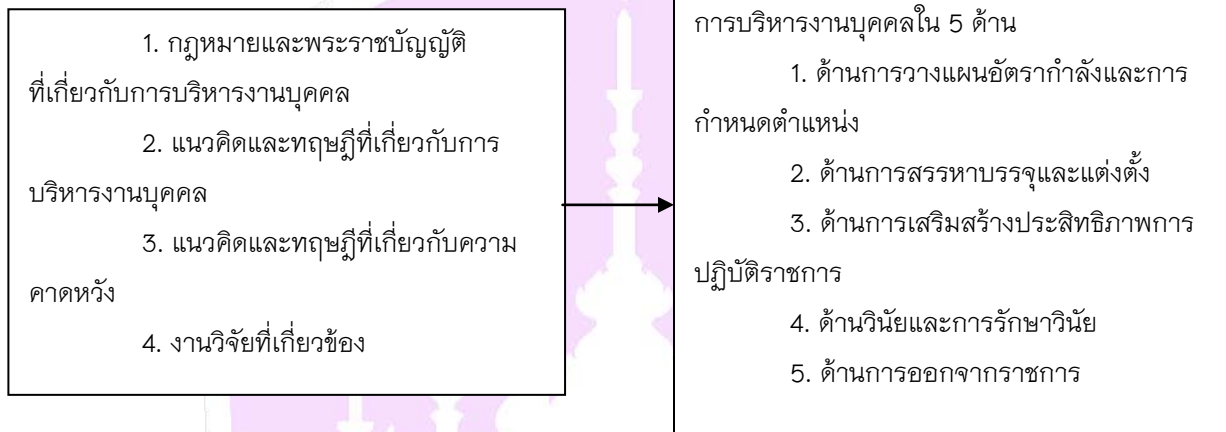 1. กฎหมายและพระราชบัญญัติ
ที่เกี่ยวกับการบริหารงานบุคคล
2. แนวคิดและทฤษฎีที่เกี่ยวกับการ
บริหารงานบุคคล
3. แนวคิดและทฤษฎีที่เกี่ยวกับความ
คาดหวัง
4. งานวิจัยที่เกี่ยวข้อง
การบริหารงานบุคคลใน 5 ด้าน
1. ด้านการวางแผนอัตรากำลังและการ
กำหนดตำแหน่ง
2. ด้านการสรรหาบรรจุและแต่งตั้ง
3. ด้านการเสริมสร้างประสิทธิภาพการ
ปฏิบัติราชการ
4. ด้านวินัยและการรักษาวินัย
5. ด้านการออกจากราชการ